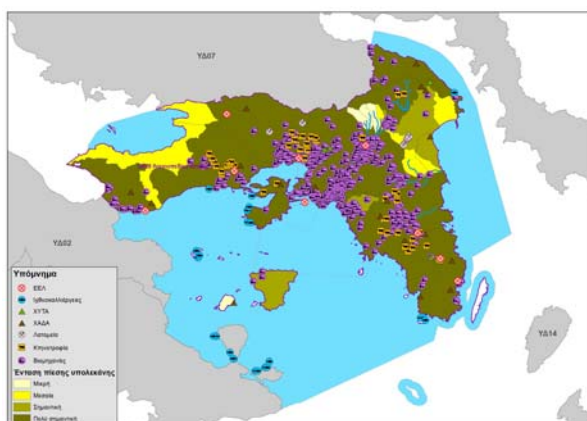 ΥΔ07
ΥΔ02
ΥΔ14
Υπόμνημα
ΕΕΛ
Ιχθυοκαλλιέργειες
ΧΥΤΑ
ΧΑΔΑ
Λατομεία
Κτηνοτροφία
Βιομηχανίες
Ένταση πίεσης υπολεκάνης
Μικρή
Μεσαία
Σημαντική
Πολύ σημαντική